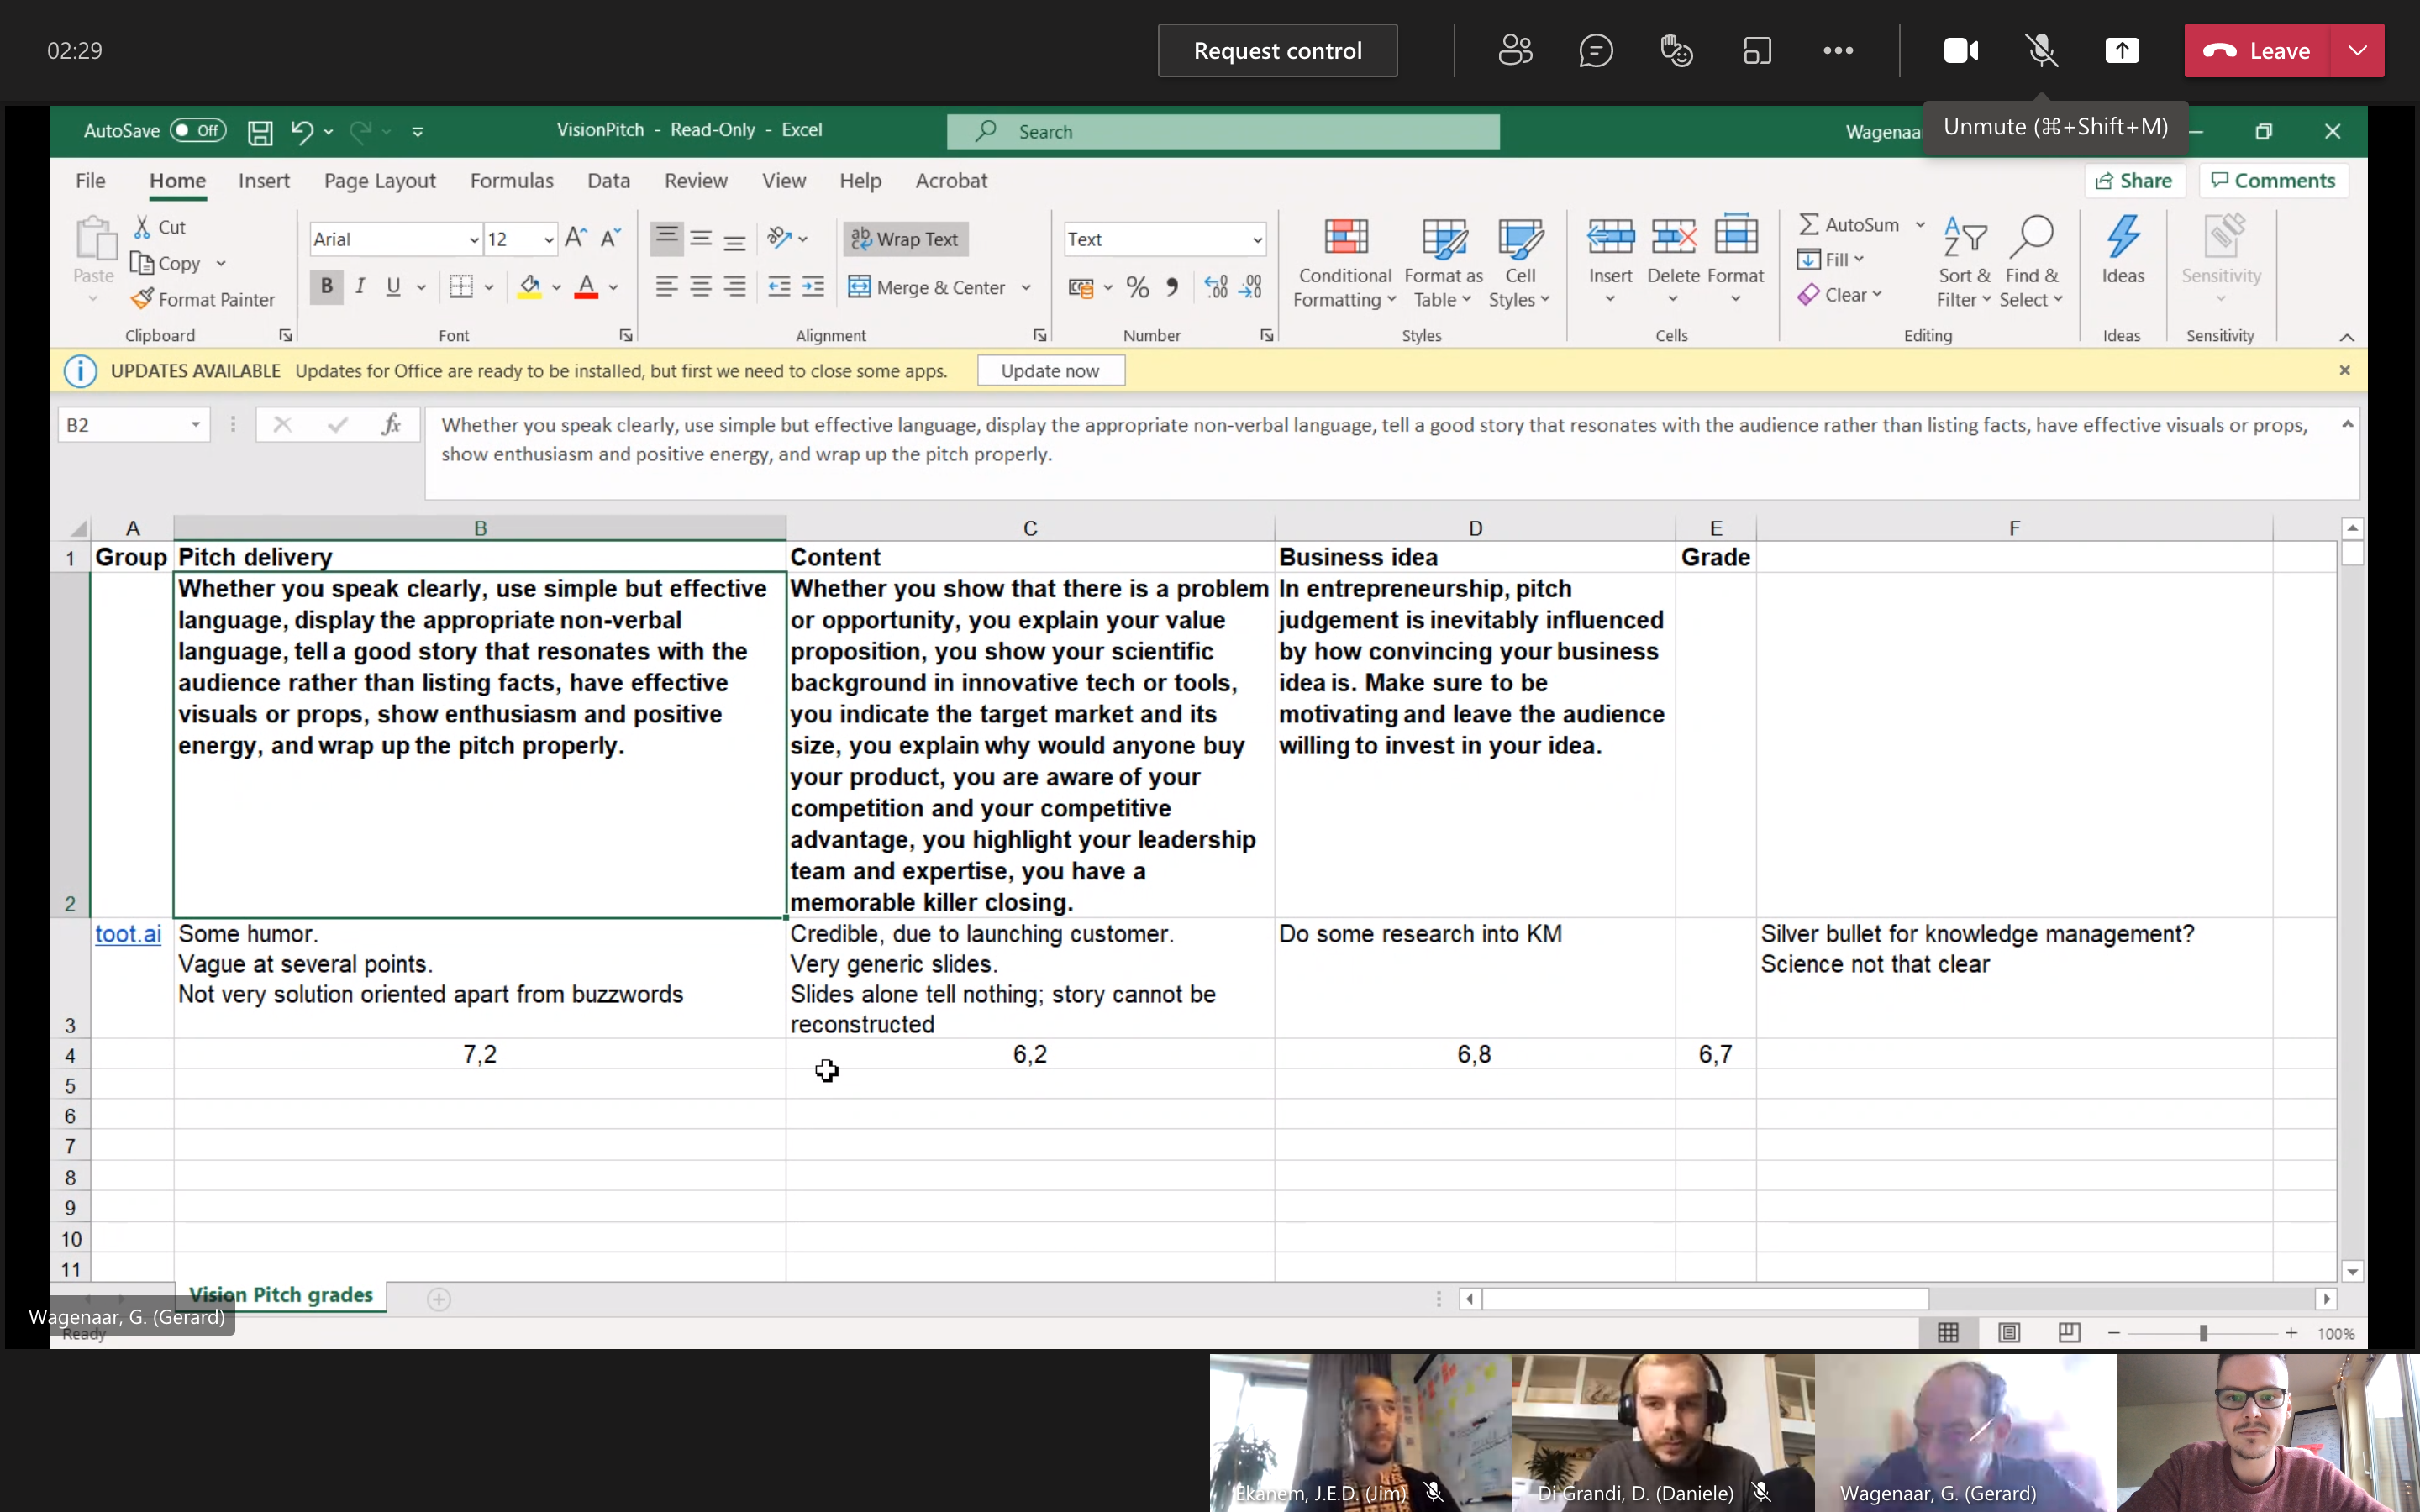 02:29
Request control
Leave
AutoSave Off
VisionPitch - Read-Only - Excel
Search
Wagenaar
Unmute (⌘+Shift+M)
File Home Insert Page Layout Formulas Data Review View Help Acrobat
Share Comments
Paste
Cut
Copy
Format Painter
Clipboard
Arial 12
B I U
Font
Wrap Text
Merge & Center
Alignment
Text
Number
Conditional Formatting
Format as Table
Cell Styles
Styles
Insert Delete Format
Cells
AutoSum
Fill
Clear
Sort & Filter
Find & Select
Editing
Ideas
Ideas
Sensitivity
Sensitivity
UPDATES AVAILABLE Updates for Office are ready to be installed, but first we need to close some apps. Update now
B2
fx
Whether you speak clearly, use simple but effective language, display the appropriate non-verbal language, tell a good story that resonates with the audience rather than listing facts, have effective visuals or props,
show enthusiasm and positive energy, and wrap up the pitch properly.
A B C D E F
1 Group Pitch delivery Content Business idea Grade
2
Whether you speak clearly, use simple but effective
language, display the appropriate non-verbal
language, tell a good story that resonates with the
audience rather than listing facts, have effective
visuals or props, show enthusiasm and positive
energy, and wrap up the pitch properly.
Whether you show that there is a problem
or opportunity, you explain your value
proposition, you show your scientific
background in innovative tech or tools,
you indicate the target market and its
size, you explain why would anyone buy
your product, you are aware of your
competition and your competitive
advantage, you highlight your leadership
team and expertise, you have a
memorable killer closing.
In entrepreneurship, pitch
judgement is inevitably influenced
by how convincing your business
idea is. Make sure to be
motivating and leave the audience
willing to invest in your idea.
3
toot.ai
Some humor.
Vague at several points.
Not very solution oriented apart from buzzwords
Credible, due to launching customer.
Very generic slides.
Slides alone tell nothing; story cannot be
reconstructed
Do some research into KM
Silver bullet for knowledge management?
Science not that clear
4 7,2 6,2 6,8 6,7
5
6
7
8
9
10
11
Vision Pitch grades
Wagenaar, G. (Gerard)
Ready
100%
Ekanem, J.E.D. (Jim)
Di Grandi, D. (Daniele)
Wagenaar, G. (Gerard)